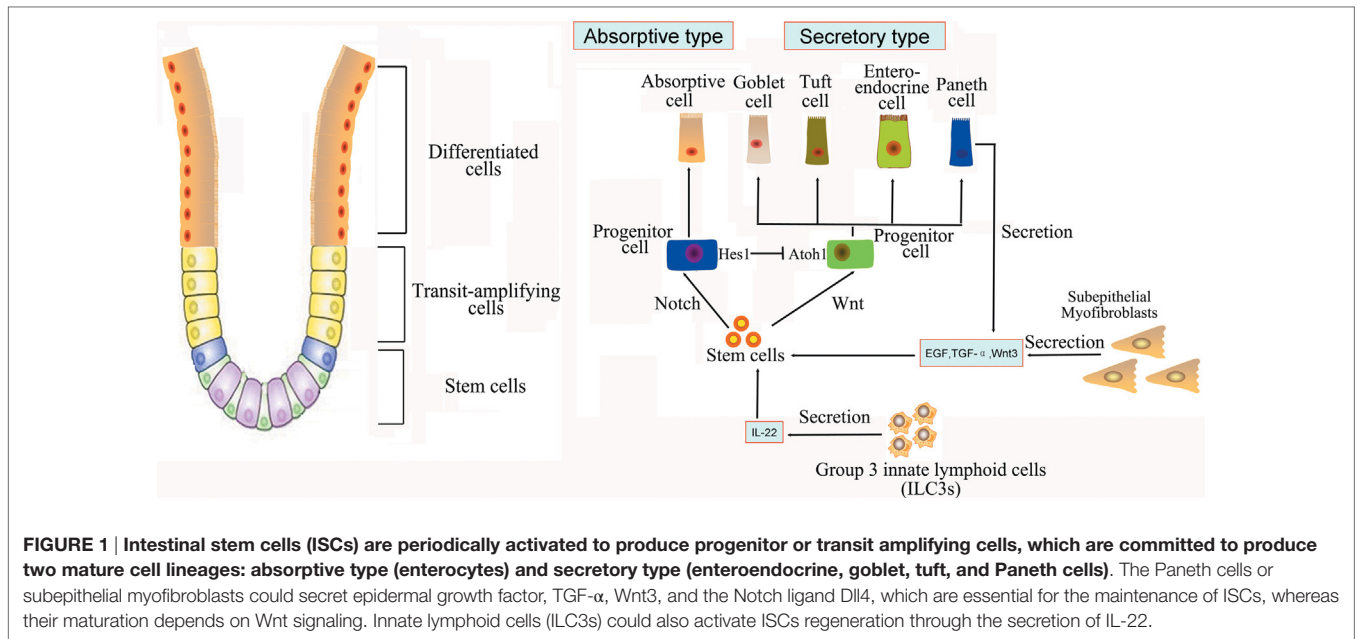 Absorptive type
Secretory type
Absorptive
cell
Goblet
cell
Tuft
cell
Entero-
endocrine
cell
Paneth
cell
Differentiated
cells
Progenitor
cell
Hes1
Atoh1
Progenitor
cell
Secretion
Transit-amplifying
cells
Notch
Wnt
Subepithelial
Myofibroblasts
Stem cells
EGF,TGF-α,Wnt3
Secrection
Stem cells
IL-22
Secretion
Group 3 innate lymphoid cells
(ILC3s)
FIGURE 1 | Intestinal stem cells (ISCs) are periodically activated to produce progenitor or transit amplifying cells, which are committed to produce
two mature cell lineages: absorptive type (enterocytes) and secretory type (enteroendocrine, goblet, tuft, and Paneth cells). The Paneth cells or
subepithelial myofibroblasts could secret epidermal growth factor, TGF-α, Wnt3, and the Notch ligand Dll4, which are essential for the maintenance of ISCs, whereas
their maturation depends on Wnt signaling. Innate lymphoid cells (ILC3s) could also activate ISCs regeneration through the secretion of IL-22.